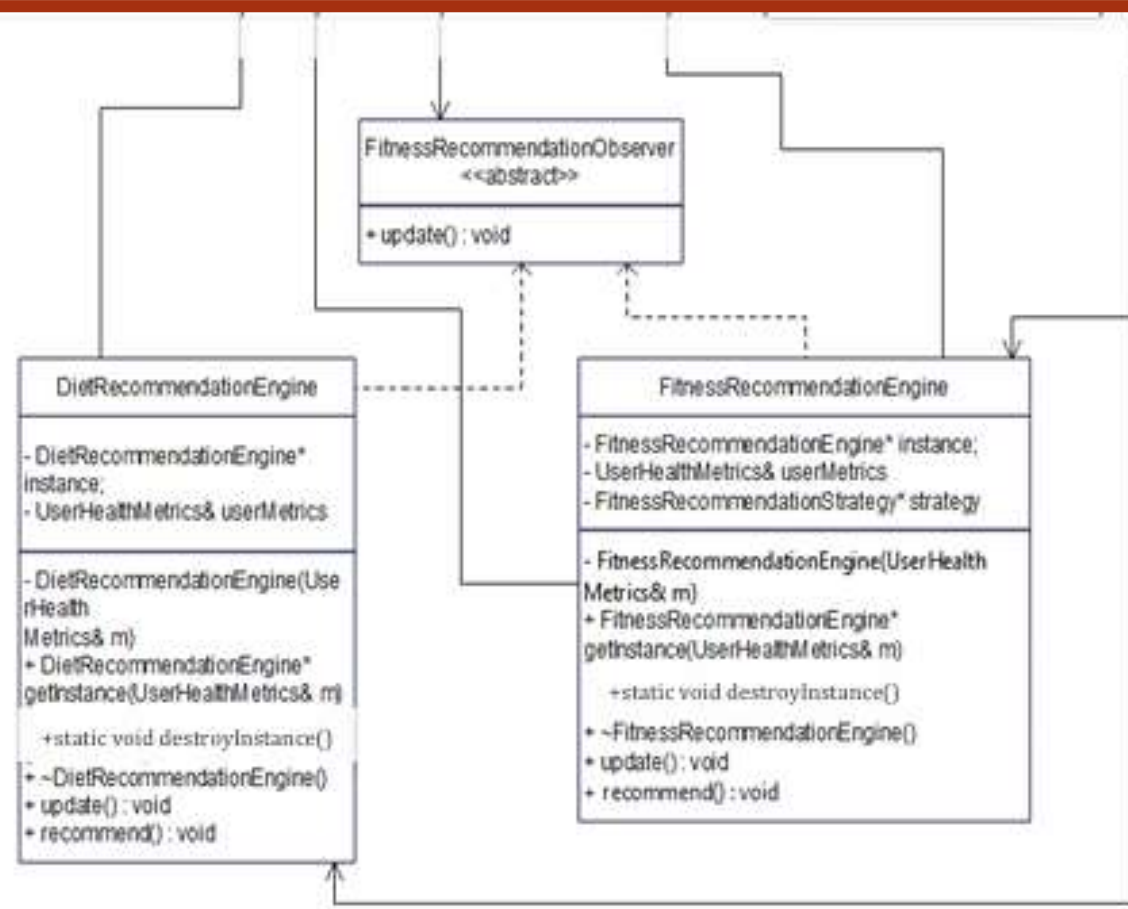 FitnessRecommendationObserver
<<abstract>>
+ update() : void
DietRecommendationEngine
- DietRecommendationEngine*
instance;
- UserHealthMetrics& userMetrics
- DietRecommendationEngine(Use
rHealth
Metrics& m)
+ DietRecommendationEngine*
getInstance(UserHealthMetrics& m)
+static void destroyInstance()
+ ~DietRecommendationEngine()
+ update() : void
+ recommend() : void
FitnessRecommendationEngine
- FitnessRecommendationEngine* instance;
- UserHealthMetrics& userMetrics
- FitnessRecommendationStrategy* strategy
- FitnessRecommendationEngine(UserHealth
Metrics& m)
+ FitnessRecommendationEngine*
getInstance(UserHealthMetrics& m)
+static void destroyInstance()
+ ~FitnessRecommendationEngine()
+ update() : void
+ recommend() : void